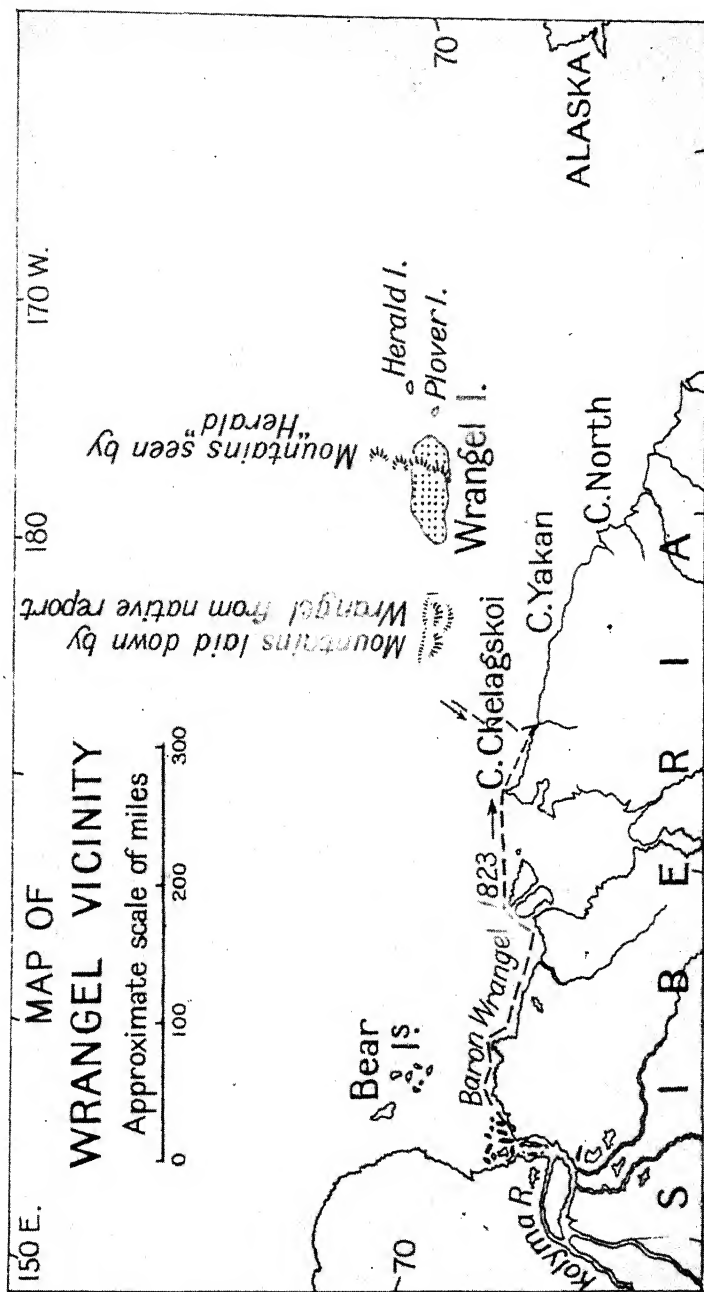 MAP OF
WRANGEL VICINITY
Approximate scale of miles
0 100 200 300
150 E.
180
170 W.
70
70
Bear
Is.
Mountains laid down by
Wrangel from native report
Mountains seen by
"Herald"
Herald I.
Plover I.
Wrangel I.
Baron Wrangel 1823
C. Chelagskoi
C. Yakan
C. North
Kolyma R.
SIBERIA
ALASKA